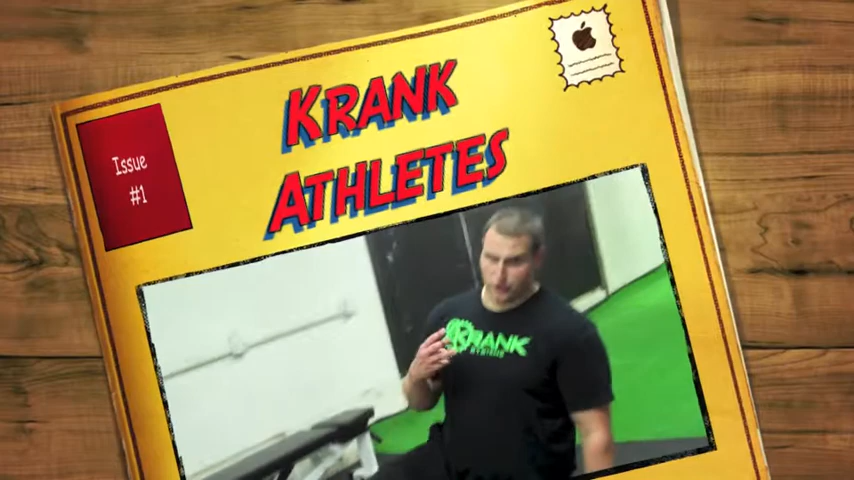 Krank
Athletes
Issue
#1
KRANK